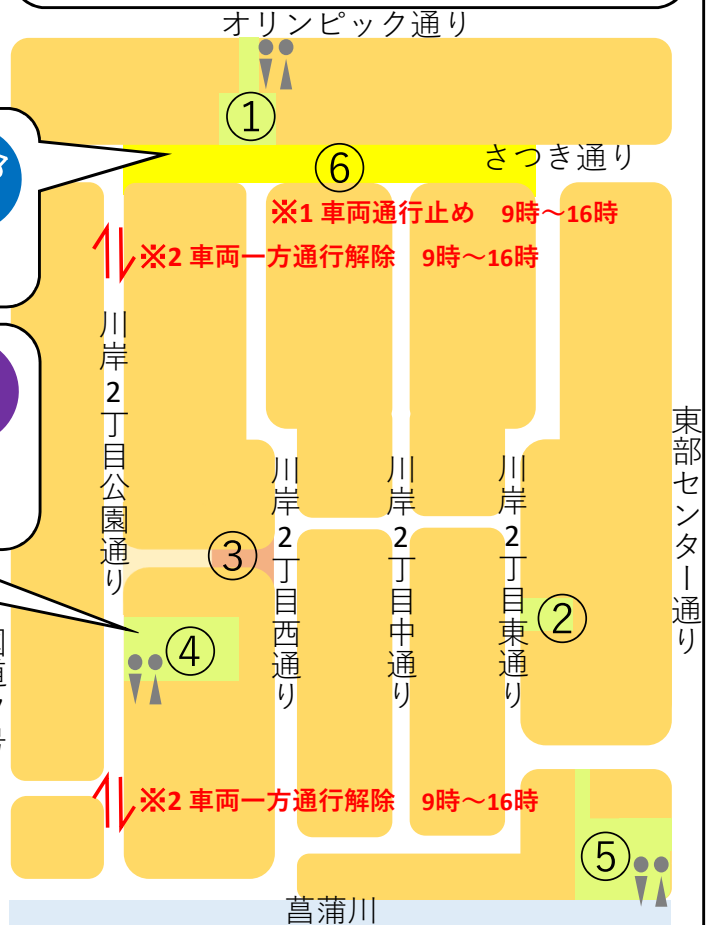 オリンピック通り
①
⑥
さつき通り
※1 車両通行止め 9時～16時
※2 車両一方通行解除 9時～16時
川岸2丁目公園通り
川岸2丁目西通り
川岸2丁目中通り
川岸2丁目東通り
東部センター通り
③
②
④
※2 車両一方通行解除 9時～16時
⑤
菖蒲川